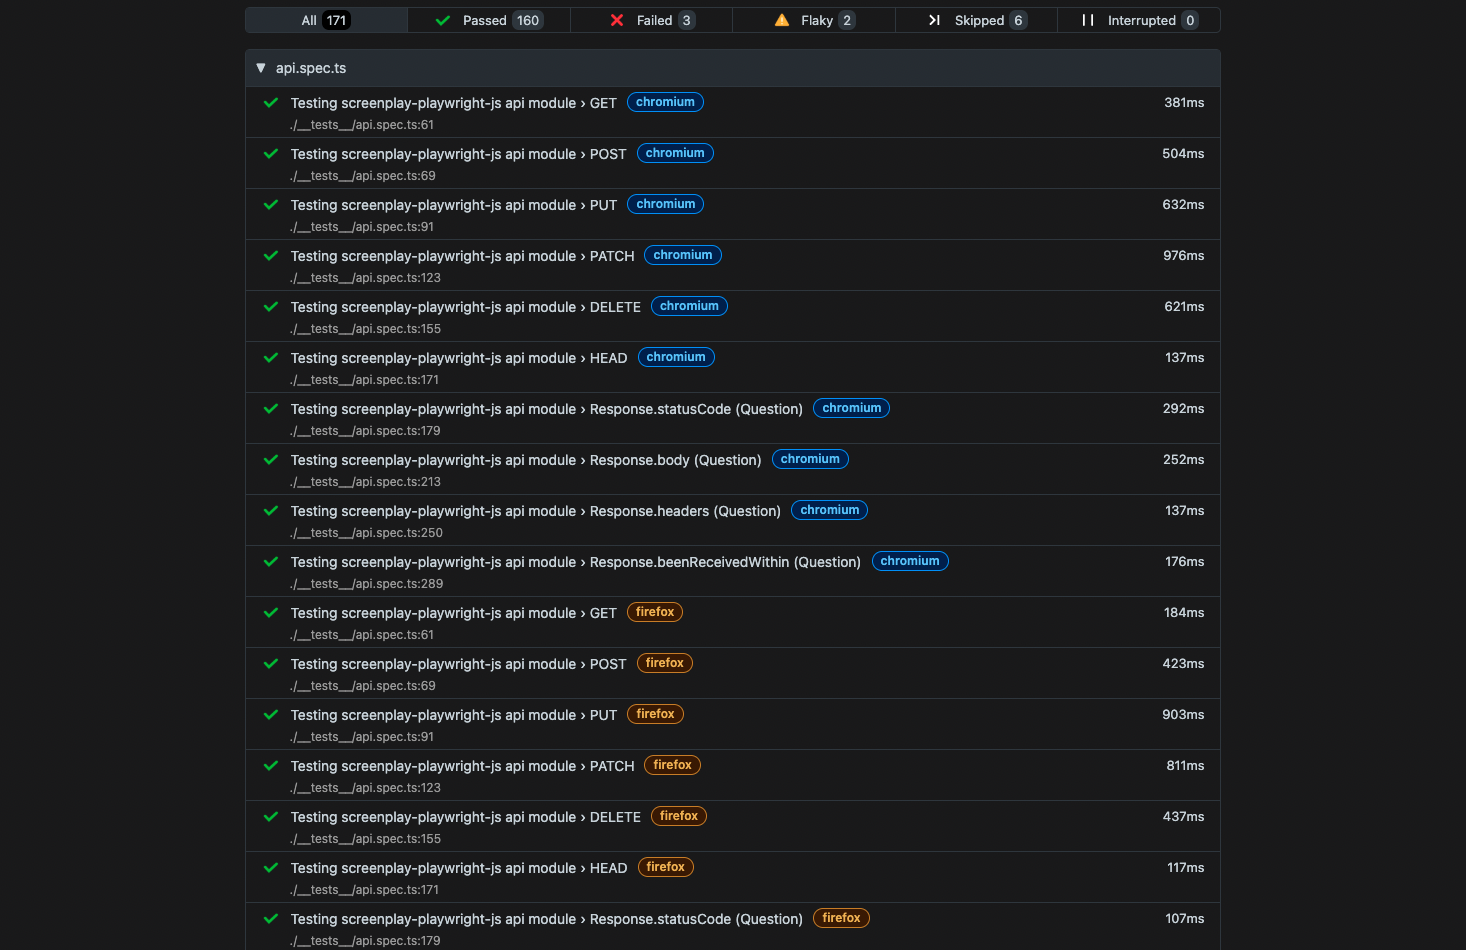 All 171 Passed 160 Failed 3 Flaky 2 Skipped 6 Interrupted 0
api.spec.ts
Testing screenplay-playwright-js api module › GET chromium 381ms
./__tests__/api.spec.ts:61
Testing screenplay-playwright-js api module › POST chromium 504ms
./__tests__/api.spec.ts:69
Testing screenplay-playwright-js api module › PUT chromium 632ms
./__tests__/api.spec.ts:91
Testing screenplay-playwright-js api module › PATCH chromium 976ms
./__tests__/api.spec.ts:123
Testing screenplay-playwright-js api module › DELETE chromium 621ms
./__tests__/api.spec.ts:155
Testing screenplay-playwright-js api module › HEAD chromium 137ms
./__tests__/api.spec.ts:171
Testing screenplay-playwright-js api module › Response.statusCode (Question) chromium 292ms
./__tests__/api.spec.ts:179
Testing screenplay-playwright-js api module › Response.body (Question) chromium 252ms
./__tests__/api.spec.ts:213
Testing screenplay-playwright-js api module › Response.headers (Question) chromium 137ms
./__tests__/api.spec.ts:250
Testing screenplay-playwright-js api module › Response.beenReceivedWithin (Question) chromium 176ms
./__tests__/api.spec.ts:289
Testing screenplay-playwright-js api module › GET firefox 184ms
./__tests__/api.spec.ts:61
Testing screenplay-playwright-js api module › POST firefox 423ms
./__tests__/api.spec.ts:69
Testing screenplay-playwright-js api module › PUT firefox 903ms
./__tests__/api.spec.ts:91
Testing screenplay-playwright-js api module › PATCH firefox 811ms
./__tests__/api.spec.ts:123
Testing screenplay-playwright-js api module › DELETE firefox 437ms
./__tests__/api.spec.ts:155
Testing screenplay-playwright-js api module › HEAD firefox 117ms
./__tests__/api.spec.ts:171
Testing screenplay-playwright-js api module › Response.statusCode (Question) firefox 107ms
./__tests__/api.spec.ts:179